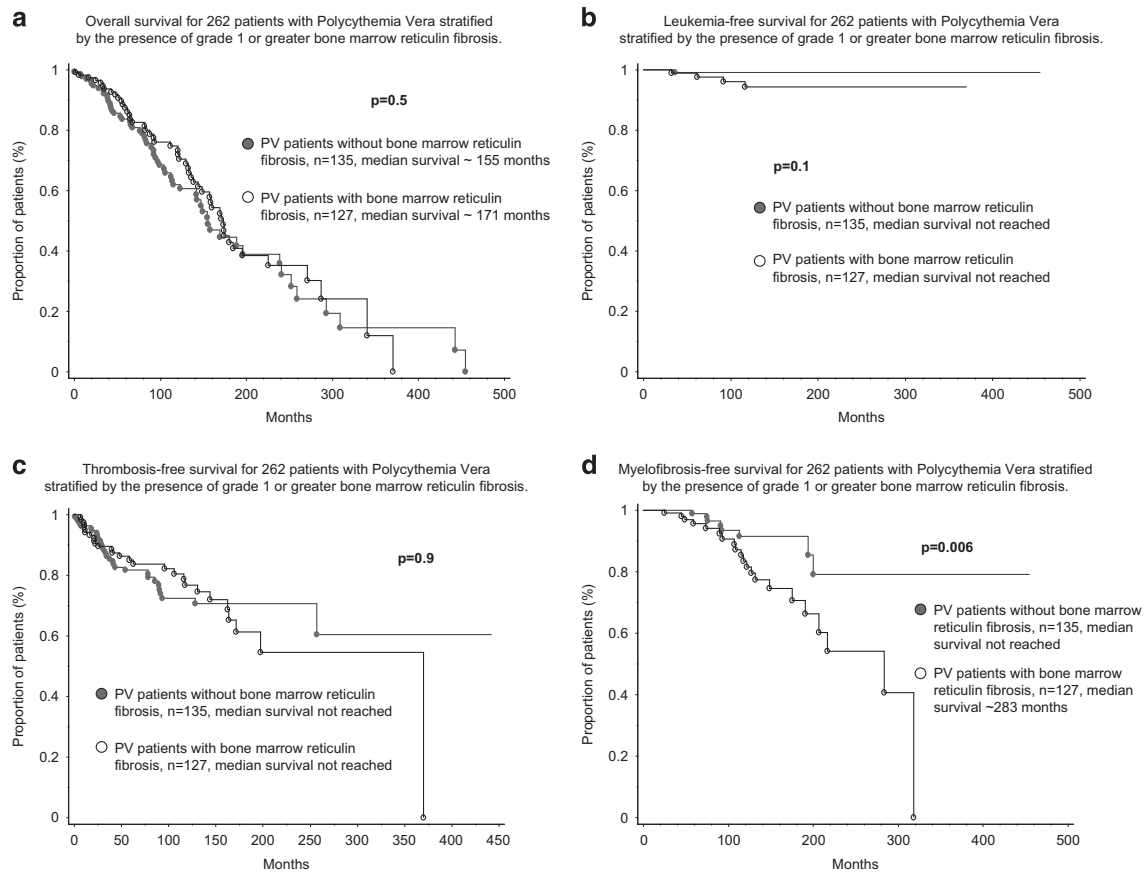 a
Overall survival for 262 patients with Polycythemia Vera stratified
by the presence of grade 1 or greater bone marrow reticulin fibrosis.
Proportion of patients (%)
1
0.8
0.6
0.4
0.2
0
p=0.5
PV patients without bone marrow reticulin
fibrosis, n=135, median survival ~ 155 months
PV patients with bone marrow reticulin
fibrosis, n=127, median survival ~ 171 months
0 100 200 300 400 500
Months
b
Leukemia-free survival for 262 patients with Polycythemia Vera
stratified by the presence of grade 1 or greater bone marrow reticulin fibrosis.
Proportion of patients (%)
1
0.8
0.6
0.4
0.2
0
p=0.1
PV patients without bone marrow reticulin
fibrosis, n=135, median survival not reached
PV patients with bone marrow reticulin
fibrosis, n=127, median survival not reached
0 100 200 300 400 500
Months
c
Thrombosis-free survival for 262 patients with Polycythemia Vera
stratified by the presence of grade 1 or greater bone marrow reticulin fibrosis.
Proportion of patients (%)
1
0.8
0.6
0.4
0.2
0
p=0.9
PV patients without bone marrow reticulin
fibrosis, n=135, median survival not reached
PV patients with bone marrow reticulin
fibrosis, n=127, median survival not reached
0 50 100 150 200 250 300 350 400 450
Months
d
Myelofibrosis-free survival for 262 patients with Polycythemia Vera stratified
by the presence of grade 1 or greater bone marrow reticulin fibrosis.
Proportion of patients (%)
1
0.8
0.6
0.4
0.2
0
p=0.006
PV patients without bone marrow
reticulin fibrosis, n=135, median
survival not reached
PV patients with bone marrow
reticulin fibrosis, n=127, median
survival ~283 months
0 100 200 300 400 500
Months